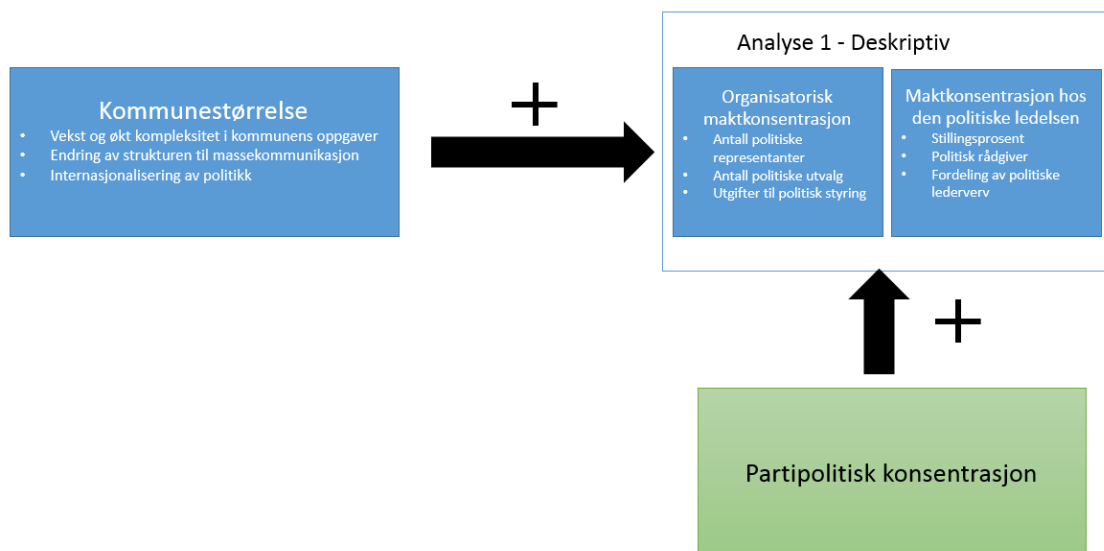 Analyse 1 - Deskriptiv
Kommunestørrelse
• Vekst og økt kompleksitet i kommunens oppgaver
• Endring av strukturen til massekommunikasjon
• Internasjonalisering av politikk
+
Organisatorisk
maktkonsentrasjon
• Antall politiske
representanter
• Antall politiske utvalg
• Utgifter til politisk styring
Maktkonsentrasjon hos
den politiske ledelsen
• Stillingsprosent
• Politisk rådgiver
• Fordeling av politiske
lederverv
+
Partipolitisk konsentrasjon